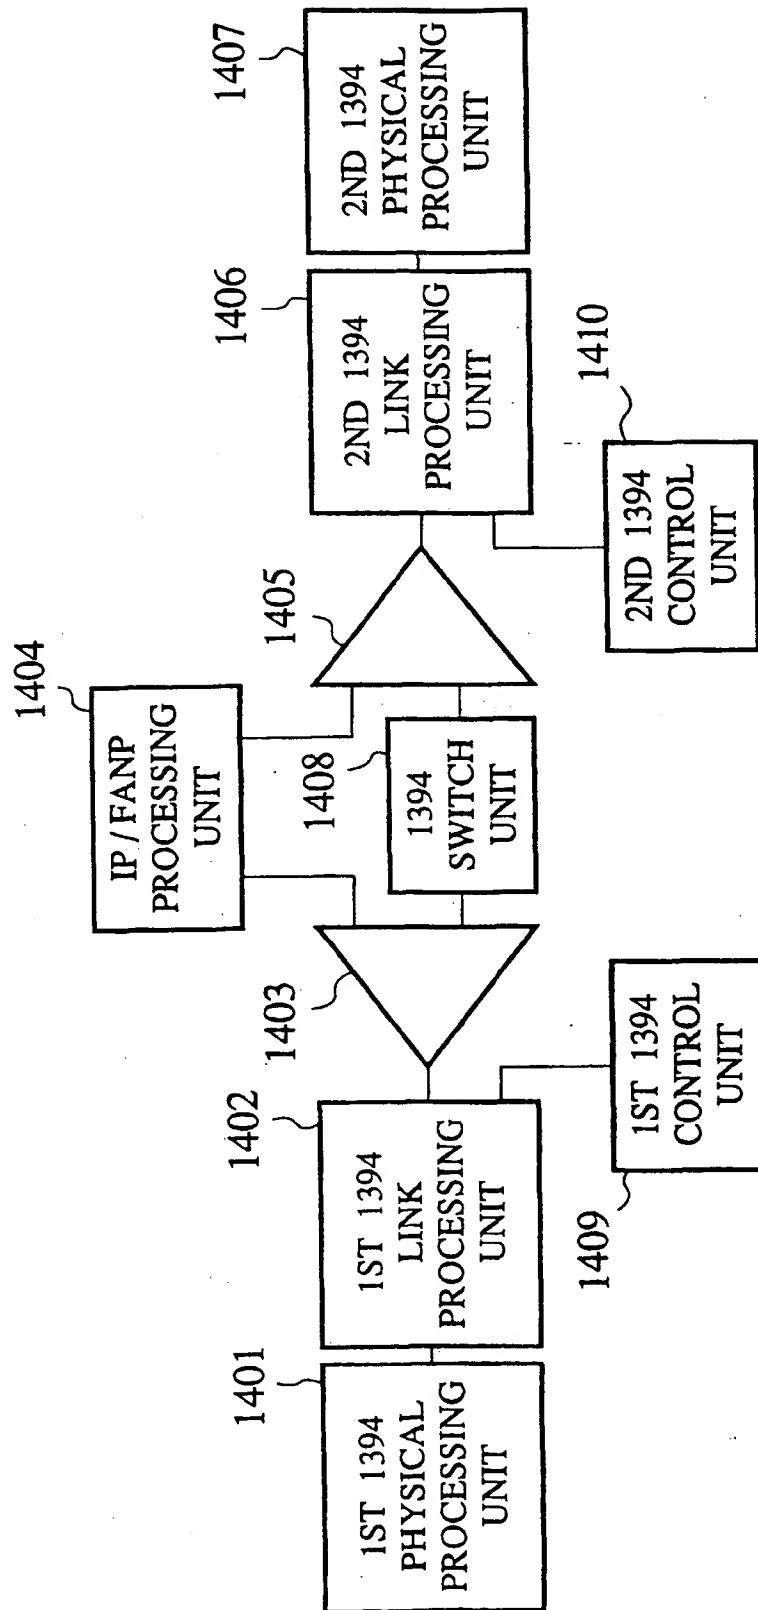 1401
1ST 1394
PHYSICAL
PROCESSING
UNIT
1402
1ST 1394
LINK
PROCESSING
UNIT
1409
1ST 1394
CONTROL
UNIT
1403
1404
IP / FANP
PROCESSING
UNIT
1408
1394
SWITCH
UNIT
1405
1406
2ND 1394
LINK
PROCESSING
UNIT
1410
2ND 1394
CONTROL
UNIT
1407
2ND 1394
PHYSICAL
PROCESSING
UNIT